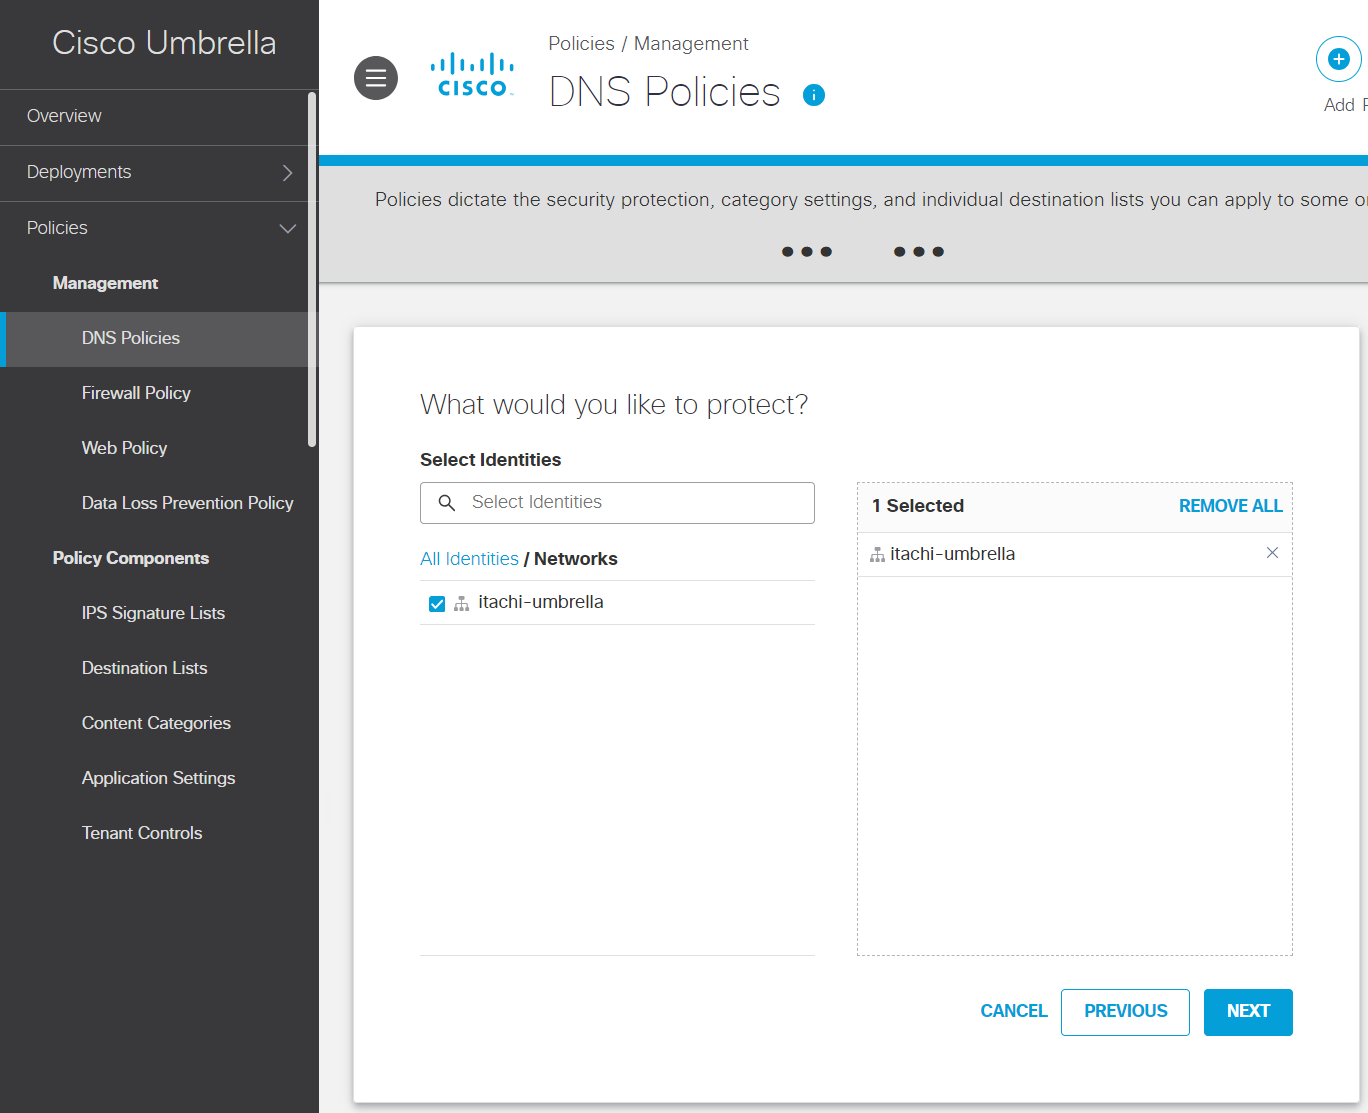 Cisco Umbrella
Overview
Deployments
Policies
Management
DNS Policies
Firewall Policy
Web Policy
Data Loss Prevention Policy
Policy Components
IPS Signature Lists
Destination Lists
Content Categories
Application Settings
Tenant Controls
CISCO
Policies / Management
DNS Policies
Add
Policies dictate the security protection, category settings, and individual destination lists you can apply to some
What would you like to protect?
Select Identities
Select Identities
All Identities / Networks
itachi-umbrella
1 Selected REMOVE ALL
itachi-umbrella
CANCEL PREVIOUS NEXT